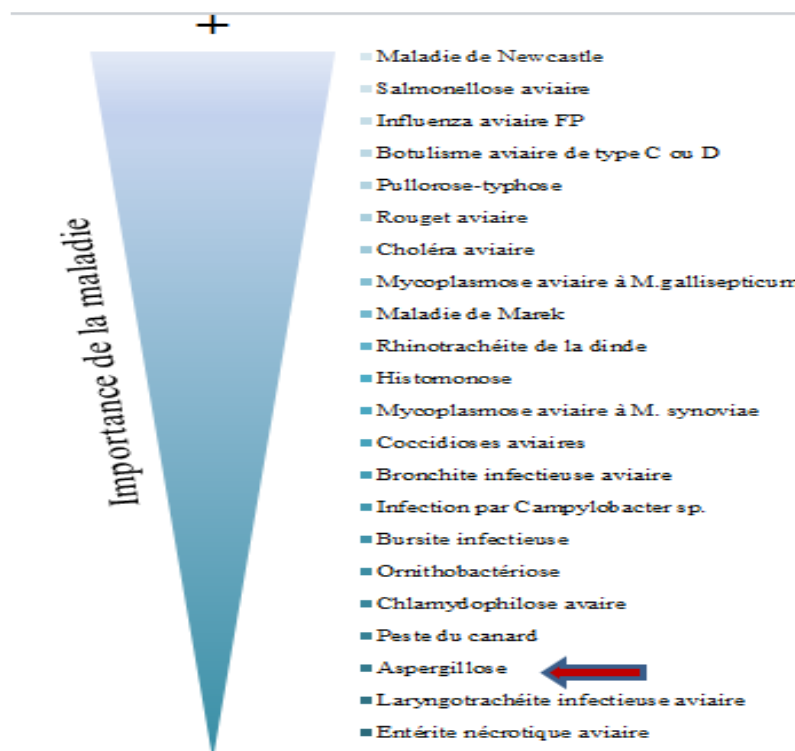 +
Importance de la maladie
Maladie de Newcastle
Salmonellose aviaire
Influenza aviaire FP
Botulisme aviaire de type C ou D
Pullorose-typhose
Rouget aviaire
Choléra aviaire
Mycoplasmose aviaire à M.gallisepticum
Maladie de Marek
Rhinotrachéite de la dinde
Histomonose
Mycoplasmose aviaire à M. synoviae
Coccidioses aviaires
Bronchite infectieuse aviaire
Infection par Campylobacter sp.
Bursite infectieuse
Ornithobactériose
Chlamydophilose avaire
Peste du canard
Aspergillose
Laryngotrachéite infectieuse aviaire
Entérite nécrotique aviaire